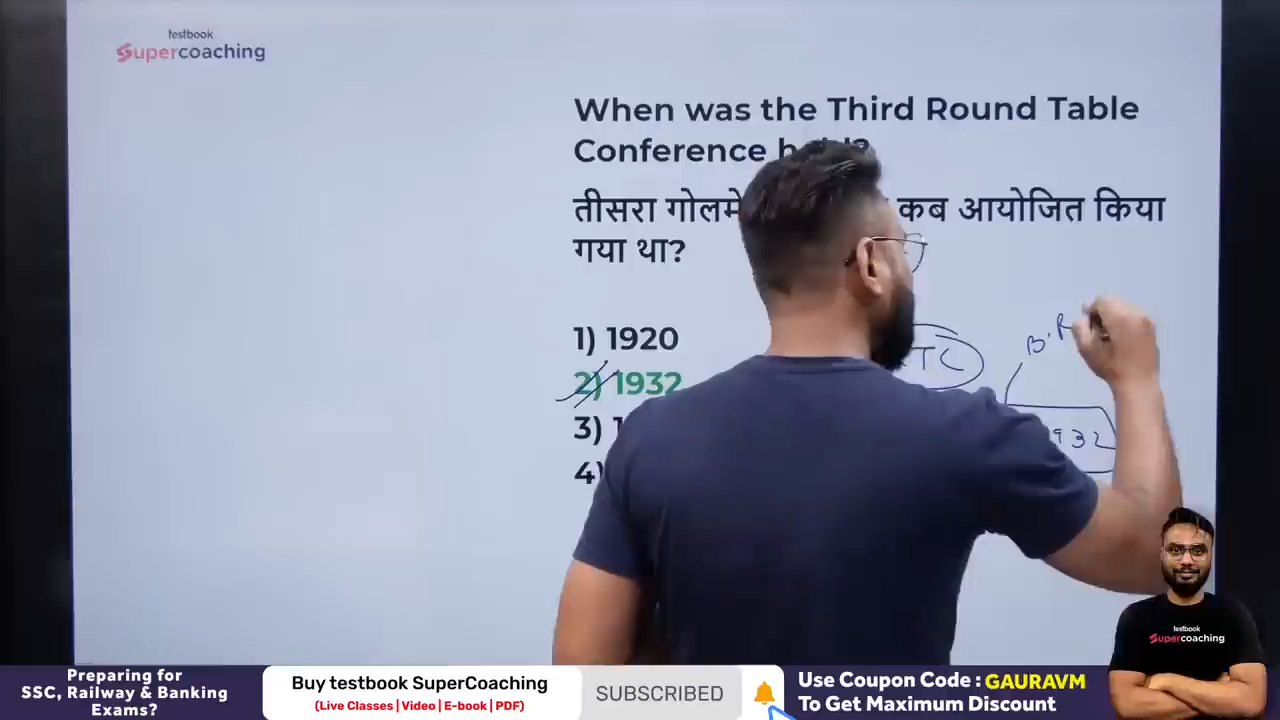 testbook
Supercoaching
When was the Third Round Table
Conference
तीसरा कब आयोजित किया
गया था?
1) 1920
2) 1932
3)
4)
TC
B.R
932
testbook
Supercoaching
Preparing for
SSC, Railway & Banking
Exams?
Buy testbook SuperCoaching
(Live Classes | Video | E-book | PDF)
SUBSCRIBED
Use Coupon Code : GAURAVM
To Get Maximum Discount